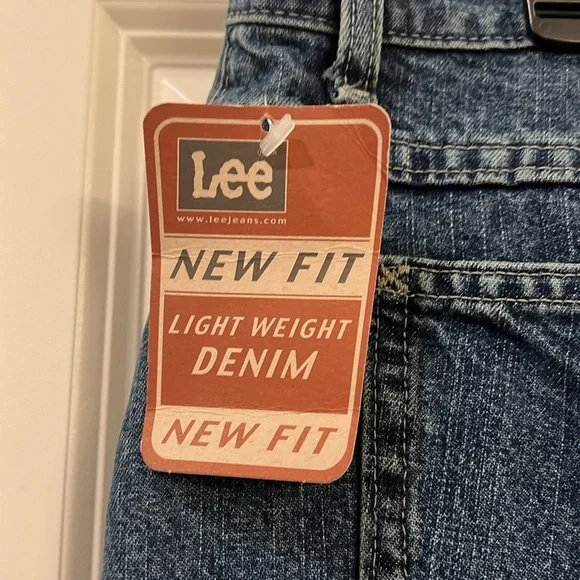 Lee
www.leejeans.com
NEW FIT
LIGHT WEIGHT
DENIM
NEW FIT